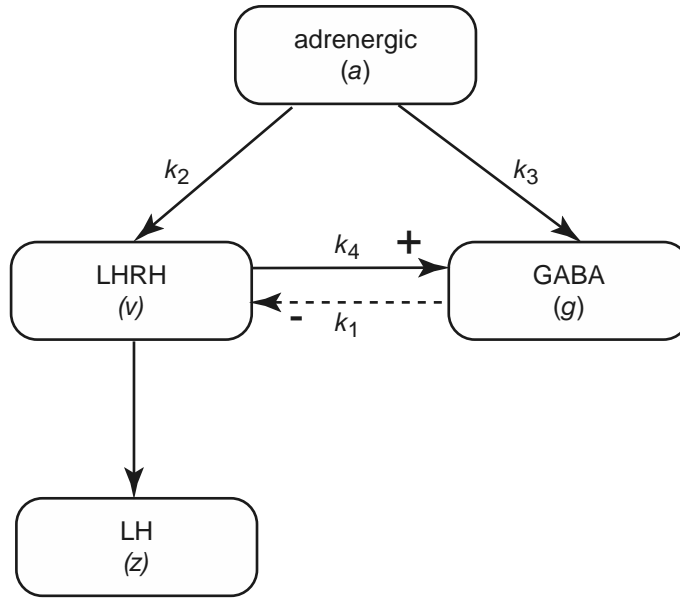 adrenergic
(a)
k2
k3
LHRH
(v)
k4
+
GABA
(g)
-
k1
LH
(z)